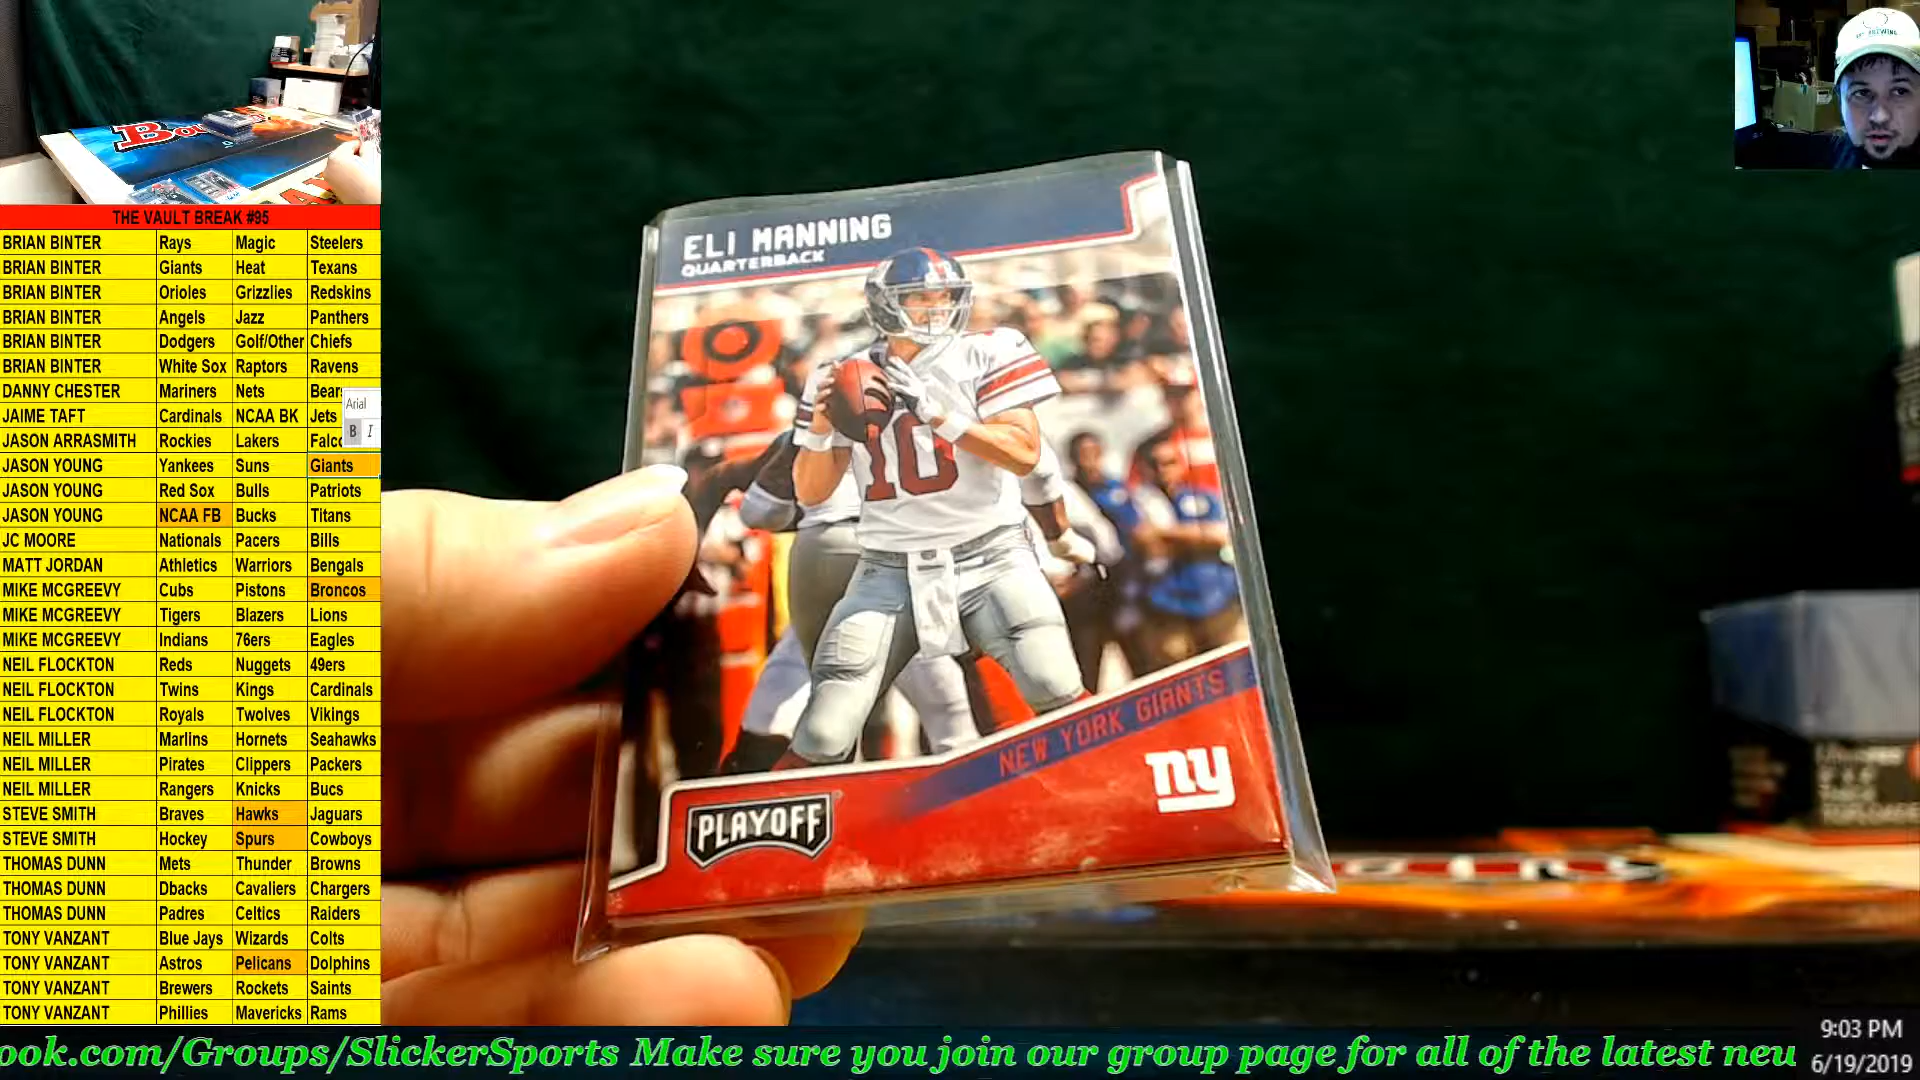 THE VAULT BREAK #95
BRIAN BINTER Rays Magic Steelers
BRIAN BINTER Giants Heat Texans
BRIAN BINTER Orioles Grizzlies Redskins
BRIAN BINTER Angels Jazz Panthers
BRIAN BINTER Dodgers Golf/Other Chiefs
BRIAN BINTER White Sox Raptors Ravens
DANNY CHESTER Mariners Nets Bears
JAIME TAFT Cardinals NCAA BK Jets
JASON ARRASMITH Rockies Lakers Falco
JASON YOUNG Yankees Suns Giants
JASON YOUNG Red Sox Bulls Patriots
JASON YOUNG NCAA FB Bucks Titans
JC MOORE Nationals Pacers Bills
MATT JORDAN Athletics Warriors Bengals
MIKE MCGREEVY Cubs Pistons Broncos
MIKE MCGREEVY Tigers Blazers Lions
MIKE MCGREEVY Indians 76ers Eagles
NEIL FLOCKTON Reds Nuggets 49ers
NEIL FLOCKTON Twins Kings Cardinals
NEIL FLOCKTON Royals Twolves Vikings
NEIL MILLER Marlins Hornets Seahawks
NEIL MILLER Pirates Clippers Packers
NEIL MILLER Rangers Knicks Bucs
STEVE SMITH Braves Hawks Jaguars
STEVE SMITH Hockey Spurs Cowboys
THOMAS DUNN Mets Thunder Browns
THOMAS DUNN Dbacks Cavaliers Chargers
THOMAS DUNN Padres Celtics Raiders
TONY VANZANT Blue Jays Wizards Colts
TONY VANZANT Astros Pelicans Dolphins
TONY VANZANT Brewers Rockets Saints
TONY VANZANT Phillies Mavericks Rams
Arial
B I
ELI MANNING
QUARTERBACK
10
NEW YORK GIANTS
ny
PLAYOFF
ook.com/Groups/SlickerSports Make sure you join our group page for all of the latest neu
9:03 PM
6/19/2019